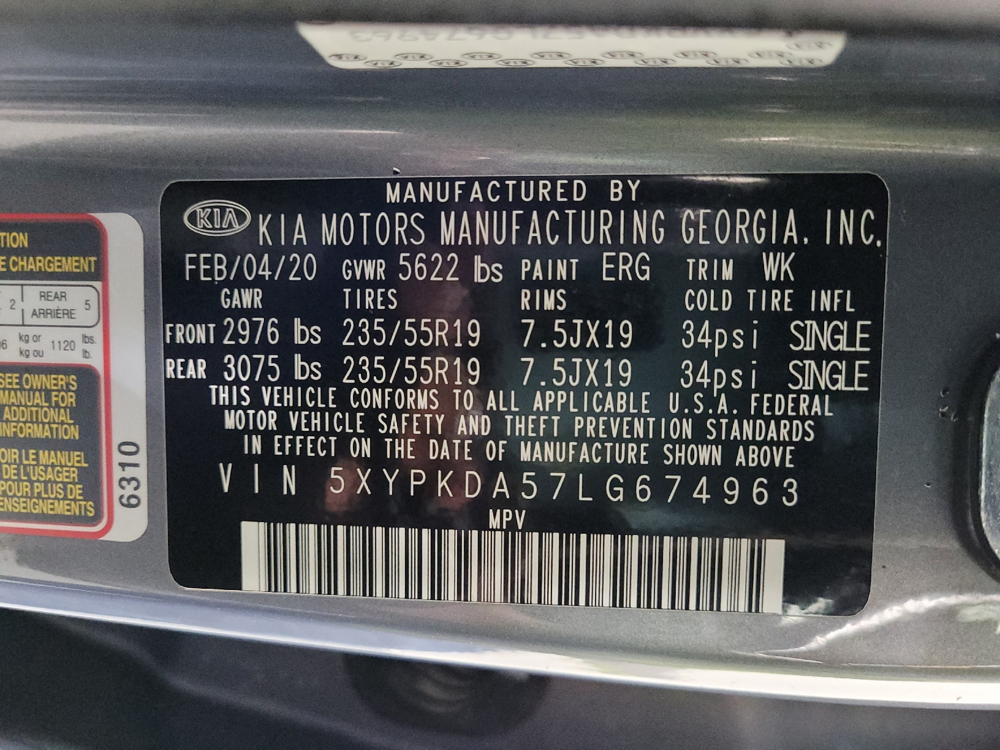 MANUFACTURED BY
KIA KIA MOTORS MANUFACTURING GEORGIA, INC.
FEB/04/20 GVWR 5622 lbs PAINT ERG TRIM WK
GAWR TIRES RIMS COLD TIRE INFL
FRONT 2976 lbs 235/55R19 7.5JX19 34psi SINGLE
REAR 3075 lbs 235/55R19 7.5JX19 34psi SINGLE
THIS VEHICLE CONFORMS TO ALL APPLICABLE U.S.A. FEDERAL
MOTOR VEHICLE SAFETY AND THEFT PREVENTION STANDARDS
IN EFFECT ON THE DATE OF MANUFACTURE SHOWN ABOVE
VIN 5XYPKDA57LG674963
MPV
CHARGEMENT
2 REAR 5
ARRIÈRE
kg or 1120 lbs.
kg ou lb.
SEE OWNER'S
MANUAL FOR
ADDITIONAL
INFORMATION
LE MANUEL
DE L'USAGER
POUR PLUS DE
RENSEIGNEMENTS
6310